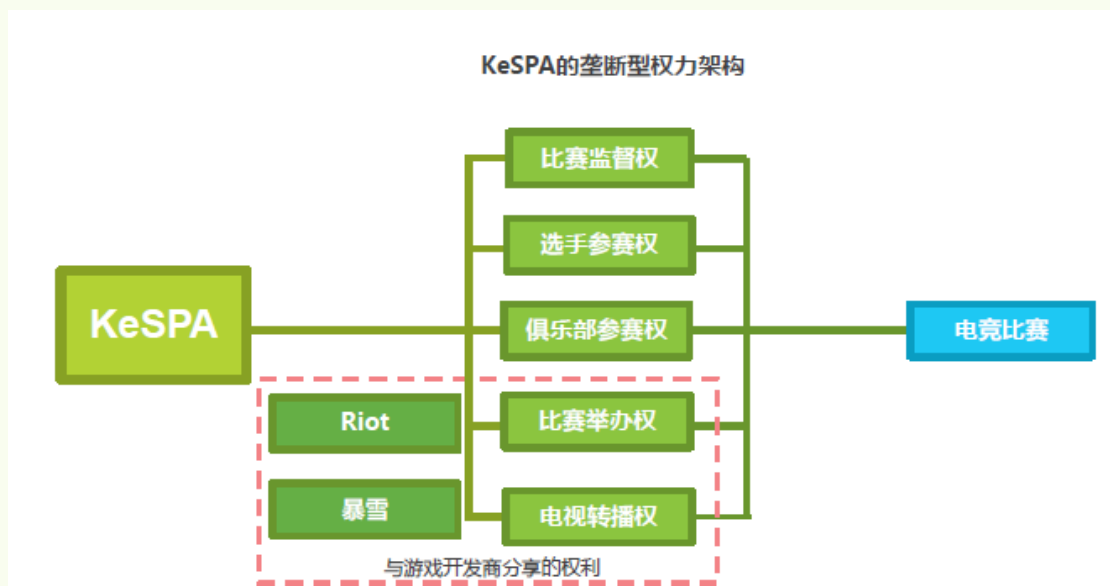 KeSPA的垄断型权力架构
比赛监督权
选手参赛权
KeSPA
俱乐部参赛权
电竞比赛
Riot
比赛举办权
暴雪
电视转播权
与游戏开发商分享的权利